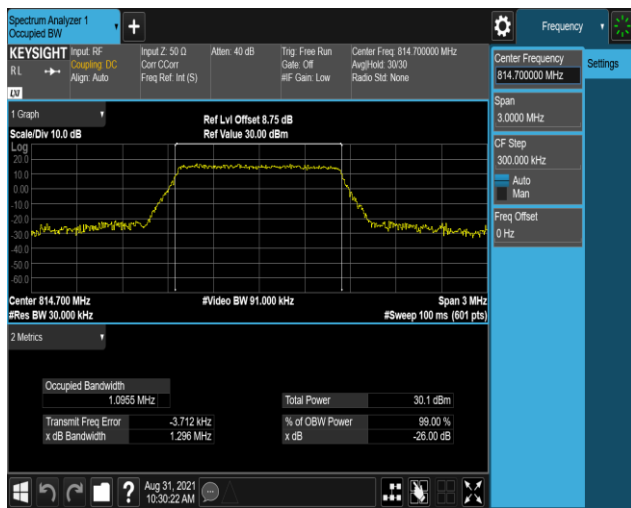 Spectrum Analyzer 1
Occupied BW
Frequency
KEYSIGHT
RL
LXI
Input: RF
Coupling: DC
Align: Auto
Input Z: 50 Ω
Corr CCorr
Freq Ref: Int (S)
Atten: 40 dB
Trig: Free Run
Gate: Off
#IF Gain: Low
Center Freq: 814.700000 MHz
Avg|Hold: 30/30
Radio Std: None
Center Frequency
814.700000 MHz
Settings
Span
3.0000 MHz
CF Step
300.000 kHz
Auto
Man
Freq Offset
0 Hz
1 Graph
Scale/Div 10.0 dB
Ref Lvl Offset 8.75 dB
Ref Value 30.00 dBm
Log
20.0
10.0
0.00
-10.0
-20.0
-30.0
-40.0
-50.0
-60.0
Center 814.700 MHz
#Res BW 30.000 kHz
#Video BW 91.000 kHz
Span 3 MHz
#Sweep 100 ms (601 pts)
2 Metrics
Occupied Bandwidth
1.0955 MHz
Total Power 30.1 dBm
Transmit Freq Error -3.712 kHz
% of OBW Power 99.00 %
x dB Bandwidth 1.296 MHz
x dB -26.00 dB
?
Aug 31, 2021
10:30:22 AM